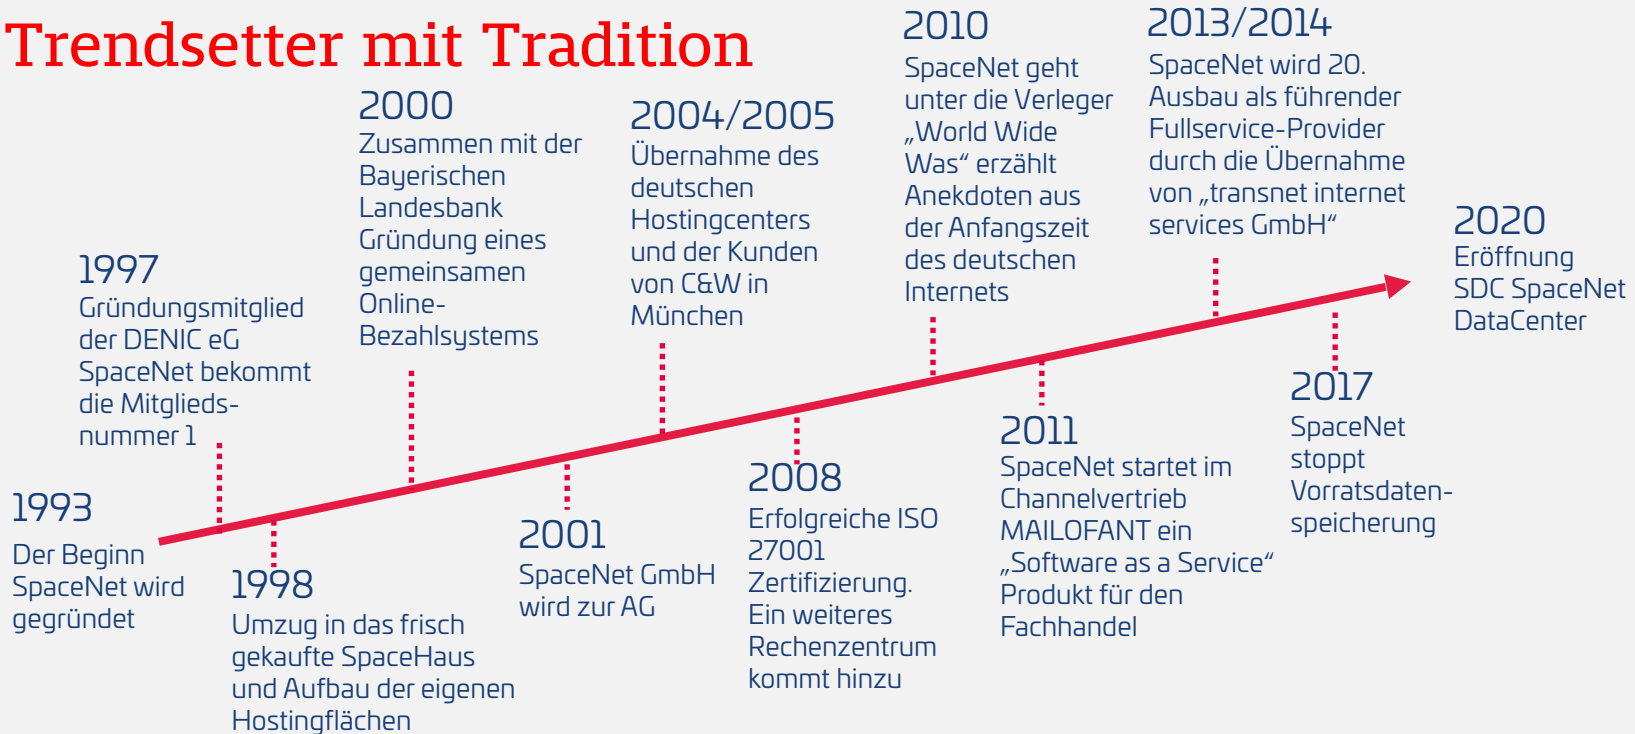 Trendsetter mit Tradition
1993
Der Beginn
SpaceNet wird
gegründet
1997
Gründungsmitglied
der DENIC eG
SpaceNet bekommt
die Mitglieds-
nummer 1
1998
Umzug in das frisch
gekaufte SpaceHaus
und Aufbau der eigenen
Hostingflächen
2000
Zusammen mit der
Bayerischen
Landesbank
Gründung eines
gemeinsamen
Online-
Bezahlsystems
2001
SpaceNet GmbH
wird zur AG
2004/2005
Übernahme des
deutschen
Hostingcenters
und der Kunden
von C&W in
München
2008
Erfolgreiche ISO
27001
Zertifizierung.
Ein weiteres
Rechenzentrum
kommt hinzu
2010
SpaceNet geht
unter die Verleger
„World Wide
Was“ erzählt
Anekdoten aus
der Anfangszeit
des deutschen
Internets
2011
SpaceNet startet im
Channelvertrieb
MAILOFANT ein
„Software as a Service“
Produkt für den
Fachhandel
2013/2014
SpaceNet wird 20.
Ausbau als führender
Fullservice-Provider
durch die Übernahme
von „transnet internet
services GmbH“
2017
SpaceNet
stoppt
Vorratsdaten-
speicherung
2020
Eröffnung
SDC SpaceNet
DataCenter